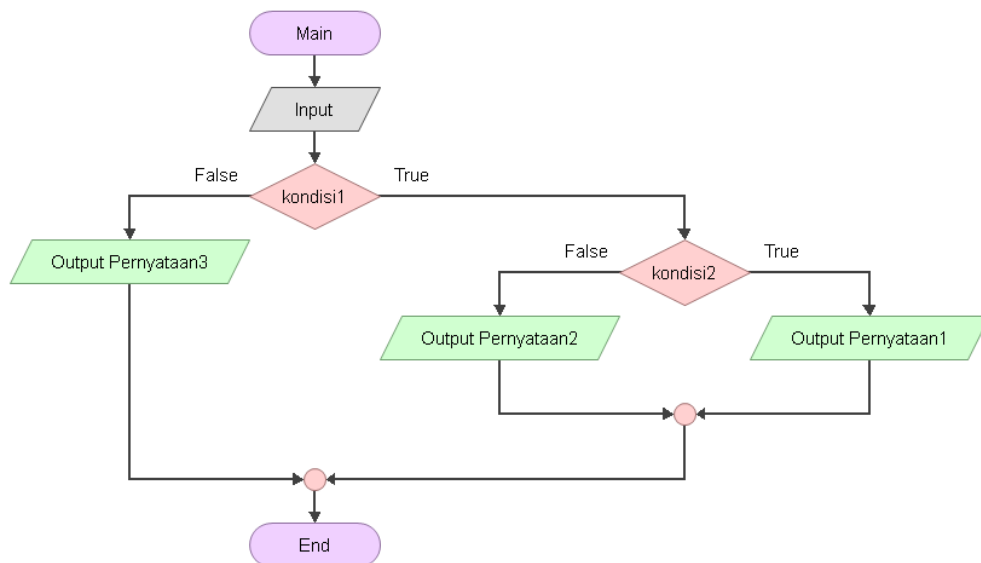 Main
Input
False
True
kondisi1
Output Pernyataan3
False
True
kondisi2
Output Pernyataan2
Output Pernyataan1
End